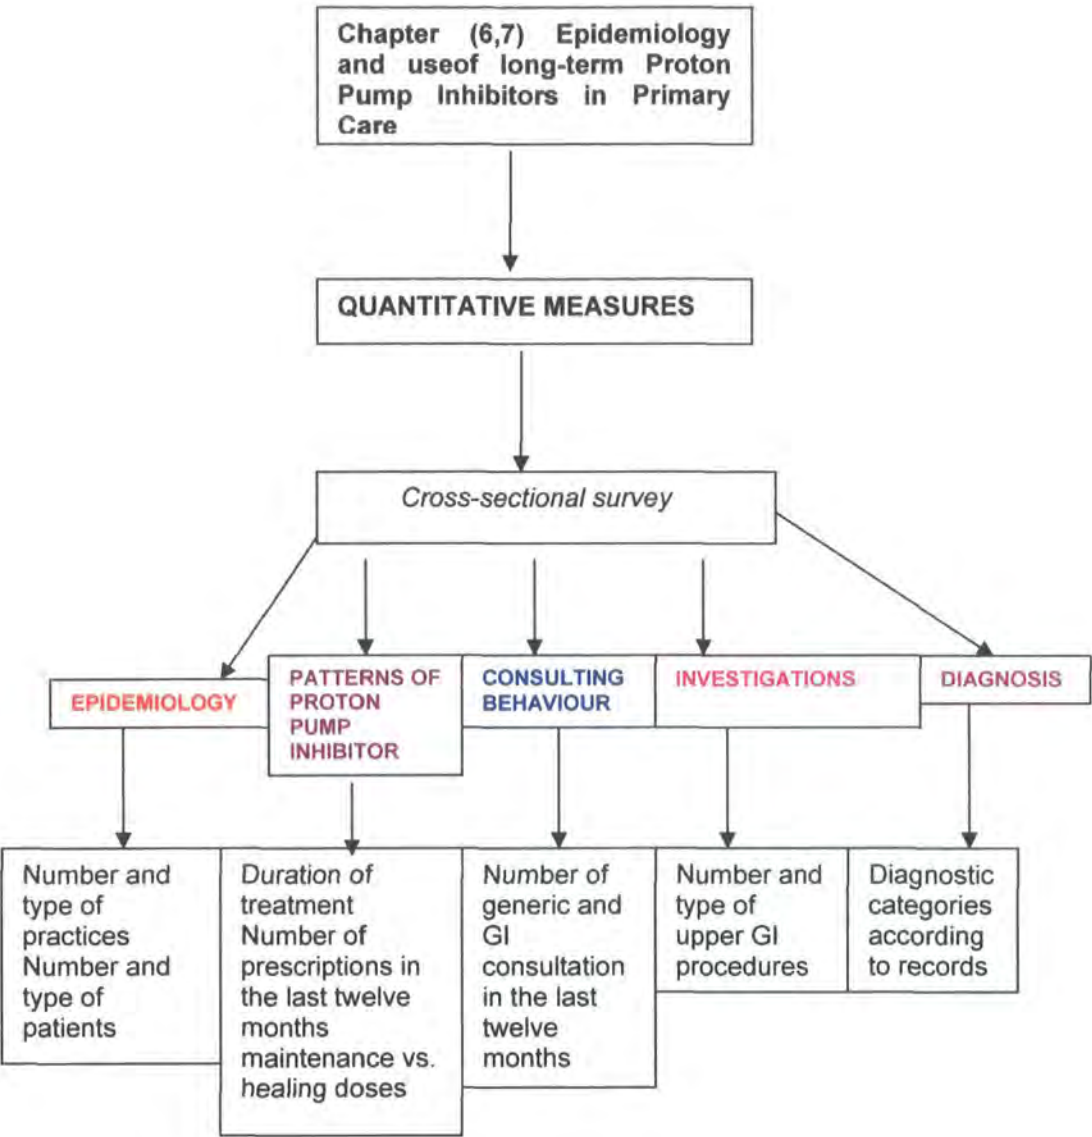 Chapter (6,7) Epidemiology
and useof long-term Proton
Pump Inhibitors in Primary
Care
QUANTITATIVE MEASURES
Cross-sectional survey
EPIDEMIOLOGY
PATTERNS OF
PROTON
PUMP
INHIBITOR
CONSULTING
BEHAVIOUR
INVESTIGATIONS
DIAGNOSIS
Number and
type of
practices
Number and
type of
patients
Duration of
treatment
Number of
prescriptions in
the last twelve
months
maintenance vs.
healing doses
Number of
generic and
GI
consultation
in the last
twelve
months
Number and
type of
upper GI
procedures
Diagnostic
categories
according
to records